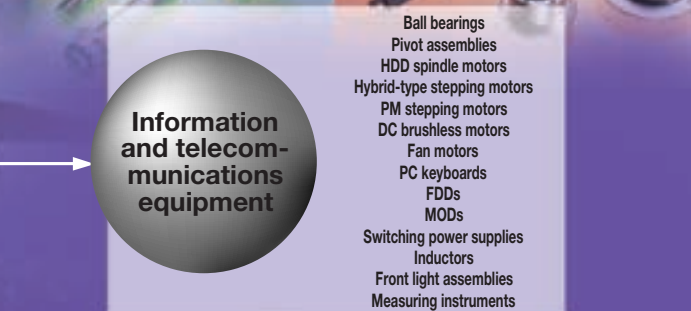 Information
and telecom-
munications
equipment
Ball bearings
Pivot assemblies
HDD spindle motors
Hybrid-type stepping motors
PM stepping motors
DC brushless motors
Fan motors
PC keyboards
FDDs
MODs
Switching power supplies
Inductors
Front light assemblies
Measuring instruments